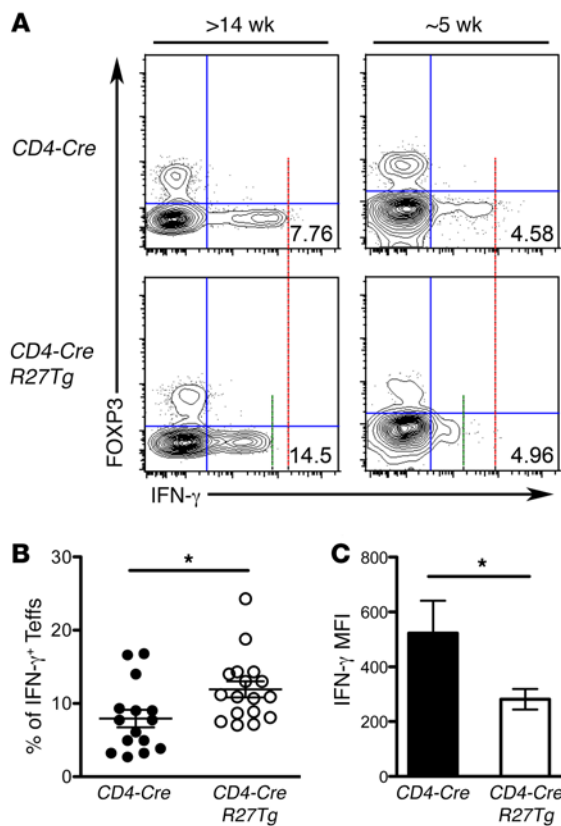 A
>14 wk
~5 wk
CD4-Cre
7.76
4.58
CD4-Cre
R27Tg
14.5
4.96
FOXP3
IFN-γ
B
% of IFN-γ+ Teffs
30
20
10
0
*
CD4-Cre
CD4-Cre
R27Tg
C
IFN-γ MFI
800
600
400
200
0
*
CD4-Cre
CD4-Cre
R27Tg